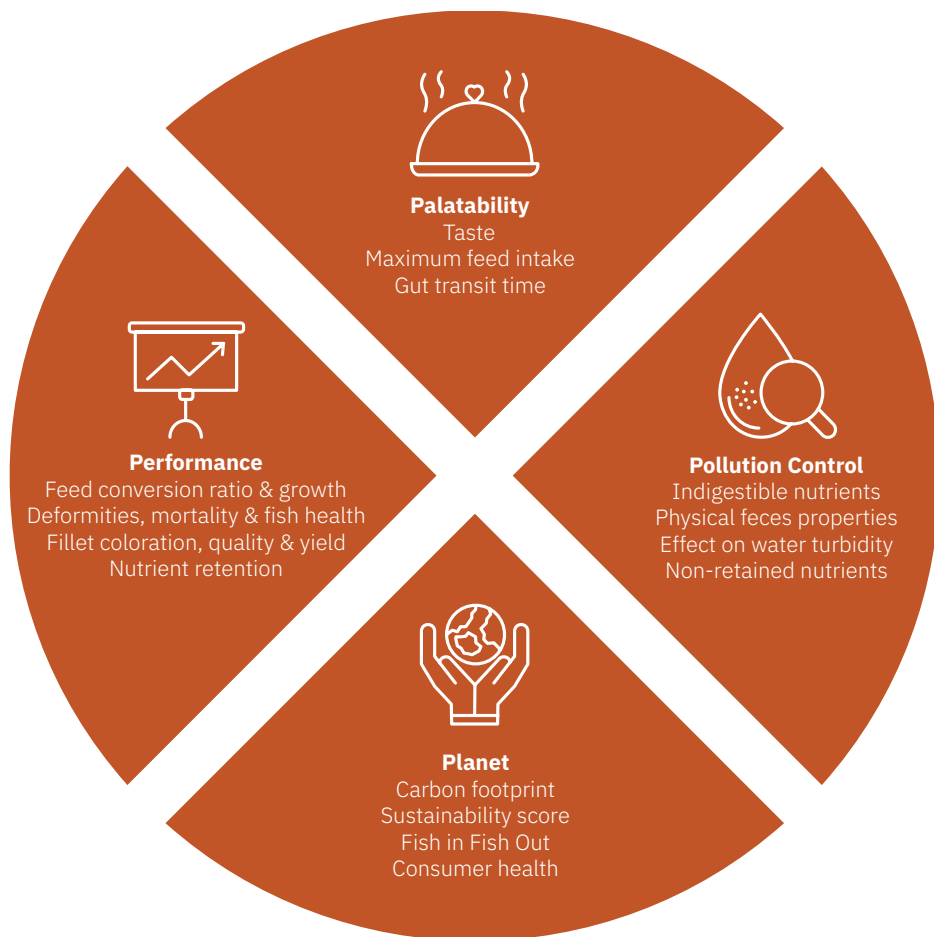 Palatability
Taste
Maximum feed intake
Gut transit time
Performance
Feed conversion ratio & growth
Deformities, mortality & fish health
Fillet coloration, quality & yield
Nutrient retention
Pollution Control
Indigestible nutrients
Physical feces properties
Effect on water turbidity
Non-retained nutrients
Planet
Carbon footprint
Sustainability score
Fish in Fish Out
Consumer health